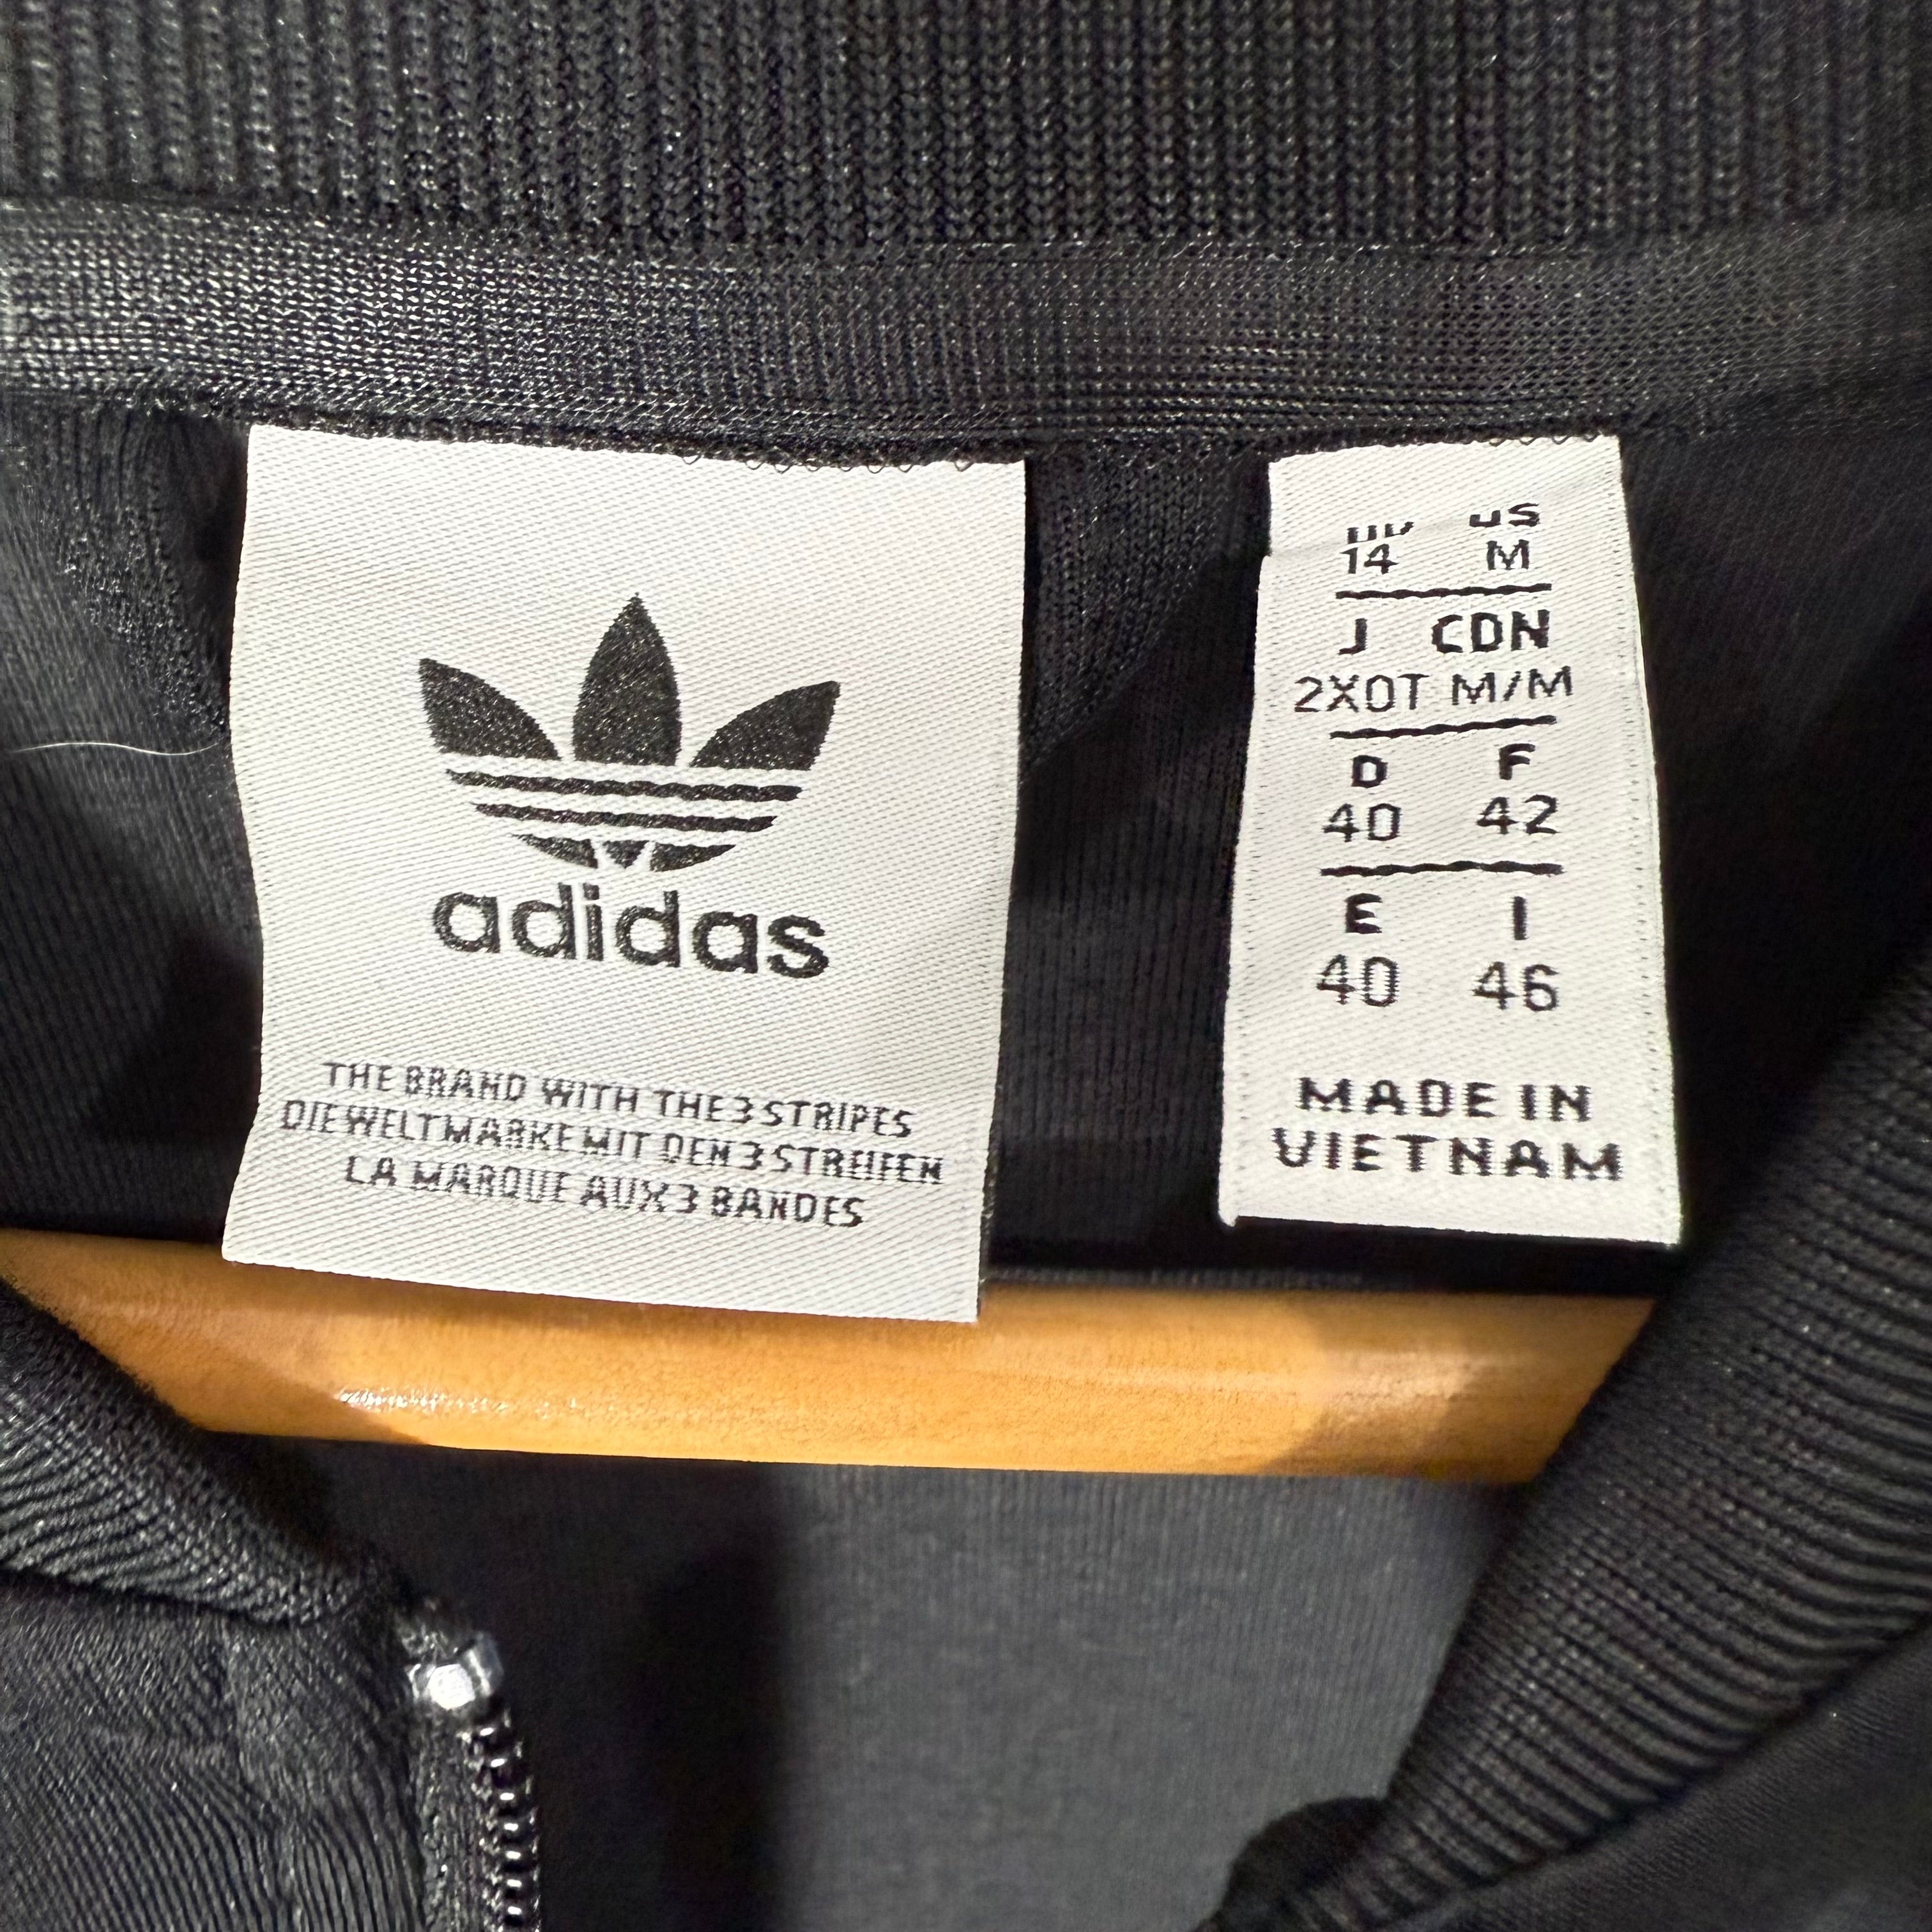 adidas
THE BRAND WITH THE 3 STRIPES
DIE WELTMARKE MIT DEN 3 STREIFEN
LA MARQUE AUX 3 BANDES
US
14 M
J CDN
2XOT M/M
D F
40 42
E I
40 46
MADE IN
VIETNAM